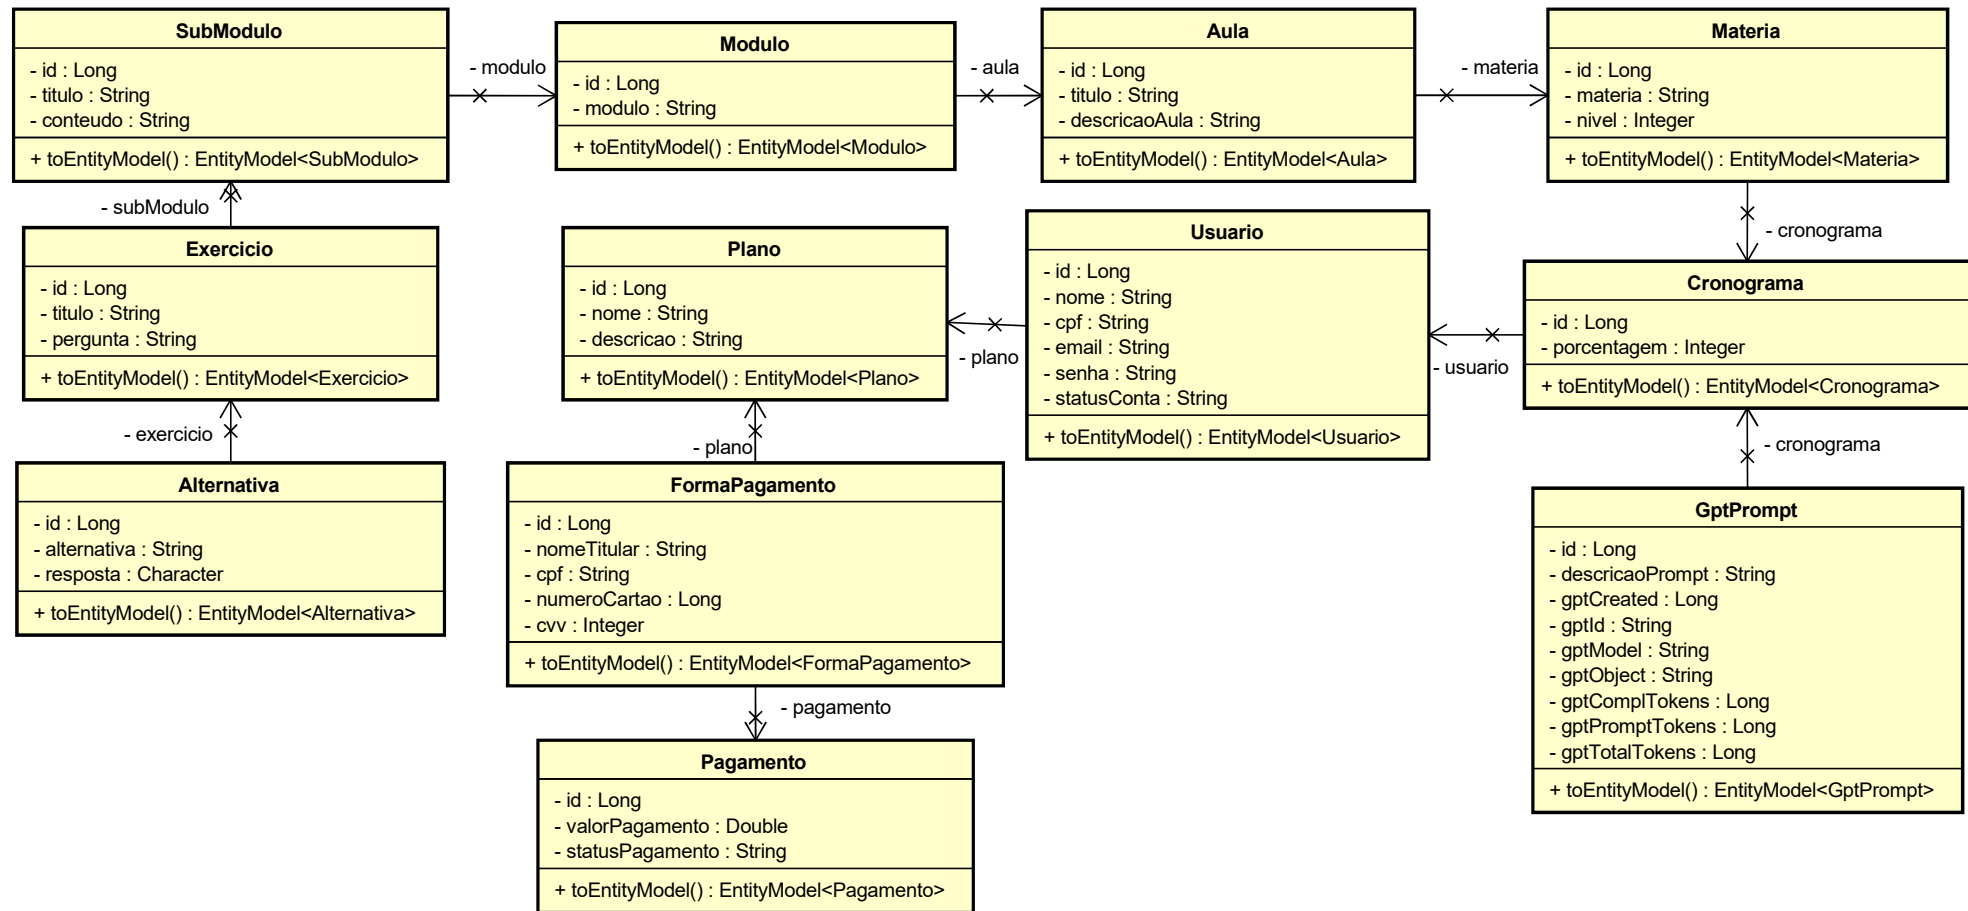 SubModulo
- id : Long
- titulo : String
- conteudo : String
+ toEntityModel() : EntityModel<SubModulo>
- modulo
Modulo
- id : Long
- modulo : String
+ toEntityModel() : EntityModel<Modulo>
- aula
Aula
- id : Long
- titulo : String
- descricaoAula : String
+ toEntityModel() : EntityModel<Aula>
- materia
Materia
- id : Long
- materia : String
- nivel : Integer
+ toEntityModel() : EntityModel<Materia>
- subModulo
- cronograma
Exercicio
- id : Long
- titulo : String
- pergunta : String
+ toEntityModel() : EntityModel<Exercicio>
Plano
- id : Long
- nome : String
- descricao : String
+ toEntityModel() : EntityModel<Plano>
- plano
Usuario
- id : Long
- nome : String
- cpf : String
- email : String
- senha : String
- statusConta : String
+ toEntityModel() : EntityModel<Usuario>
- usuario
Cronograma
- id : Long
- porcentagem : Integer
+ toEntityModel() : EntityModel<Cronograma>
- exercicio
- plano
- cronograma
Alternativa
- id : Long
- alternativa : String
- resposta : Character
+ toEntityModel() : EntityModel<Alternativa>
FormaPagamento
- id : Long
- nomeTitular : String
- cpf : String
- numeroCartao : Long
- cvv : Integer
+ toEntityModel() : EntityModel<FormaPagamento>
GptPrompt
- id : Long
- descricaoPrompt : String
- gptCreated : Long
- gptId : String
- gptModel : String
- gptObject : String
- gptComplTokens : Long
- gptPromptTokens : Long
- gptTotalTokens : Long
+ toEntityModel() : EntityModel<GptPrompt>
- pagamento
Pagamento
- id : Long
- valorPagamento : Double
- statusPagamento : String
+ toEntityModel() : EntityModel<Pagamento>